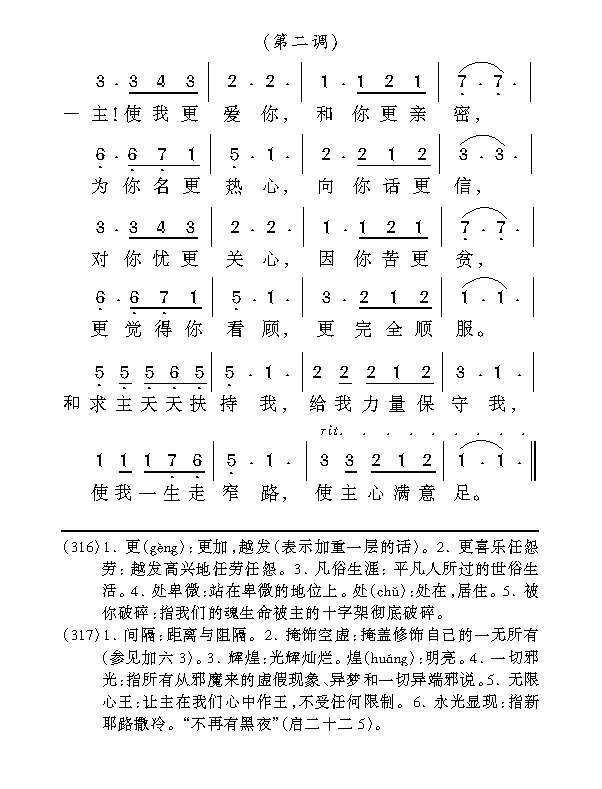 (第二调)
3 · 3 4 3 | 2 · 2 · | 1 · 1 2 1 | 7 · 7 · |
一 主！使我更 爱 你， 和 你更亲 密，
6 · 6 7 1 | 5 · 1 · | 2 · 2 1 2 | 3 · 3 · |
为 你名更 热 心， 向 你话更 信，
3 · 3 4 3 | 2 · 2 · | 1 · 1 2 1 | 7 · 7 · |
对 你忧更 关 心， 因 你苦更 贫，
6 · 6 7 1 | 5 · 1 · | 3 · 2 1 2 | 1 · 1 · |
更 觉得你 看 顾， 更 完全顺 服。
5 5 5 6 5 | 5 · 1 · | 2 2 2 1 2 | 3 · 1 · |
和 求主天天扶 持 我， 给我力量保 守 我，
rit. . . . . . . . .
1 1 1 7 6 | 5 · 1 · | 3 3 2 1 2 | 1 · 1 · ‖
使我一生走 窄 路， 使主心满意 足。
(316)1. 更(gèng)：更加，越发(表示加重一层的话)。2. 更喜乐任怨
劳：越发高兴地任劳任怨。3. 凡俗生涯：平凡人所过的世俗生
活。4. 处卑微：站在卑微的地位上。处(chǔ)：处在，居住。5. 被
你破碎：指我们的魂生命被主的十字架彻底破碎。
(317)1. 间隔：距离与阻隔。2. 掩饰空虚：掩盖修饰自己的一无所有
(参见加六 3)。3. 辉煌：光辉灿烂。煌(huáng)：明亮。4. 一切邪
光：指所有从邪魔来的虚假现象、异梦和一切异端邪说。5. 无限
心王：让主在我们心中作王，不受任何限制。6. 永光显现：指新
耶路撒冷。“不再有黑夜”(启二十二 5)。